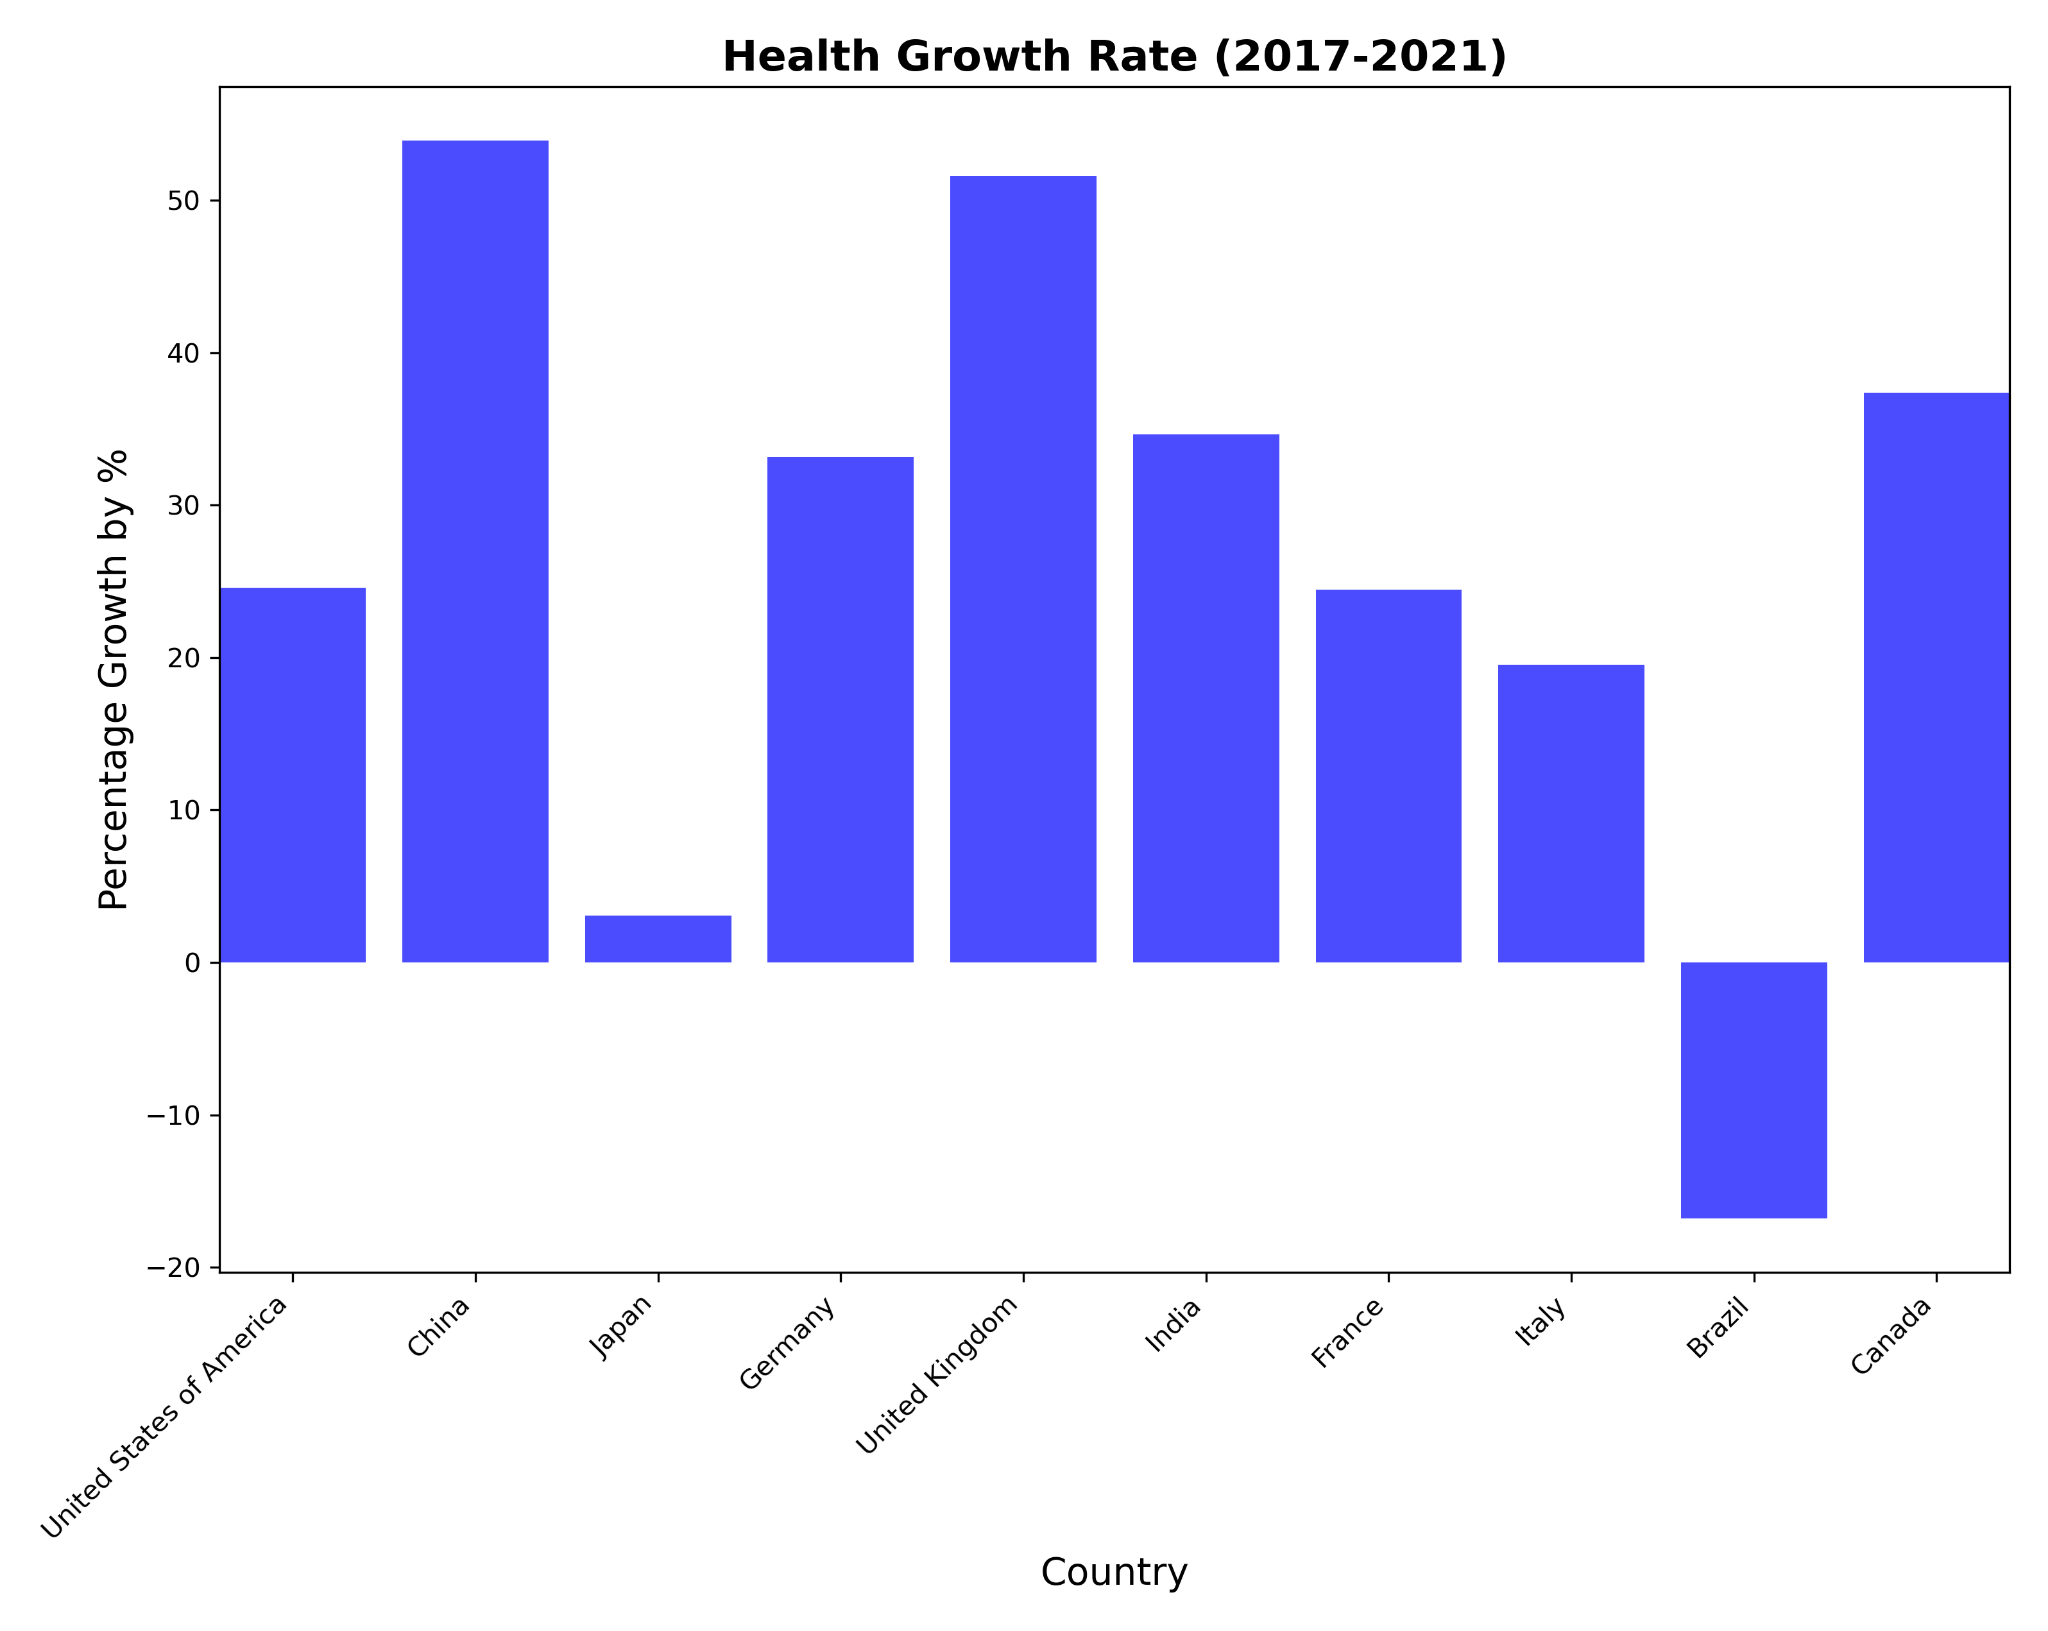 Health Growth Rate (2017-2021)
Percentage Growth by %
50
40
30
20
10
0
−10
−20
United States of America
China
Japan
Germany
United Kingdom
India
France
Italy
Brazil
Canada
Country